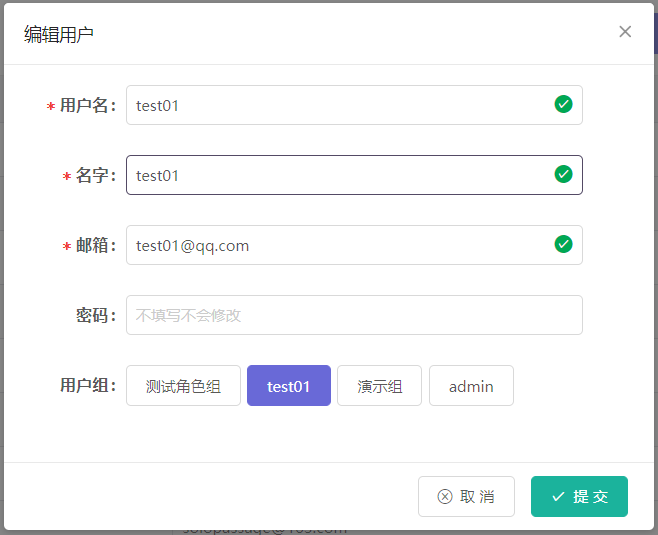 编辑用户
* 用户名： test01
* 名字： test01
* 邮箱： test01@qq.com
密码： 不填写不会修改
用户组： 测试角色组 test01 演示组 admin
取 消 提 交